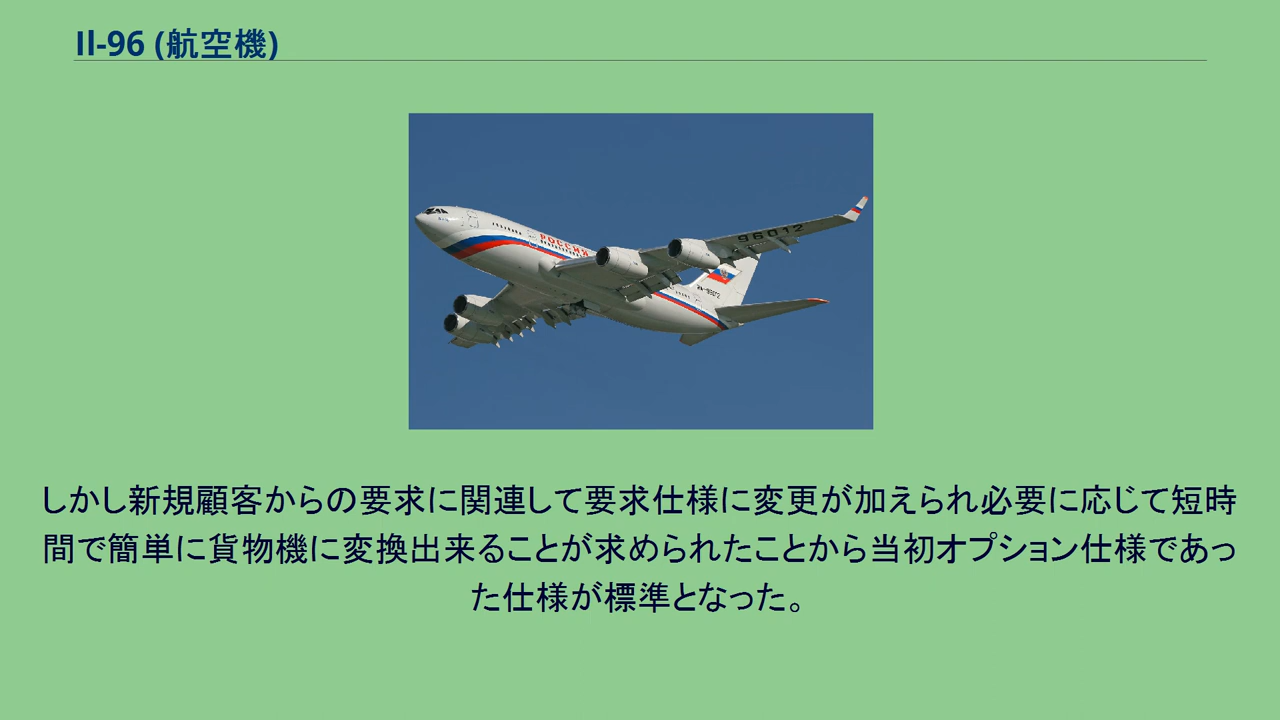 Il-96 (航空機)
РОССИЯ
96012
RA-96012
しかし新規顧客からの要求に関連して要求仕様に変更が加えられ必要に応じて短時
間で簡単に貨物機に変換出来ることが求められたことから当初オプション仕様であっ
た仕様が標準となった。